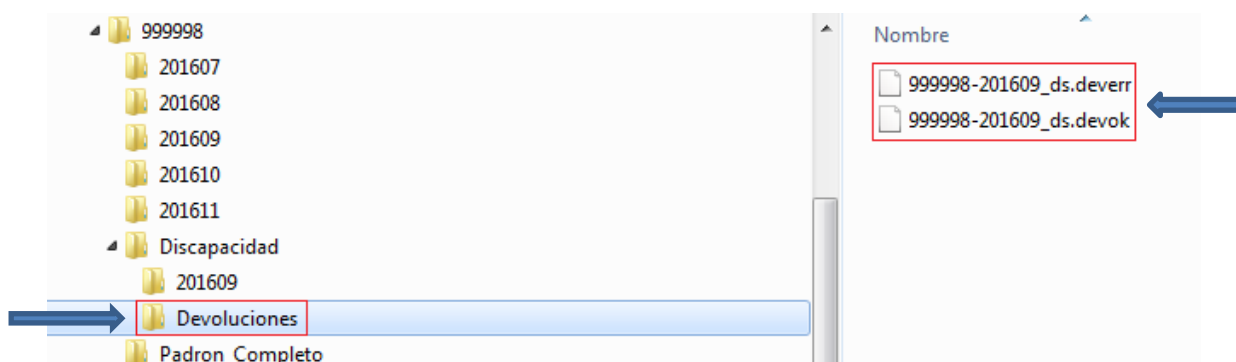 999998
201607
201608
201609
201610
201611
Discapacidad
201609
Devoluciones
Padron_Completo
Nombre
999998-201609_ds.deverr
999998-201609_ds.devok